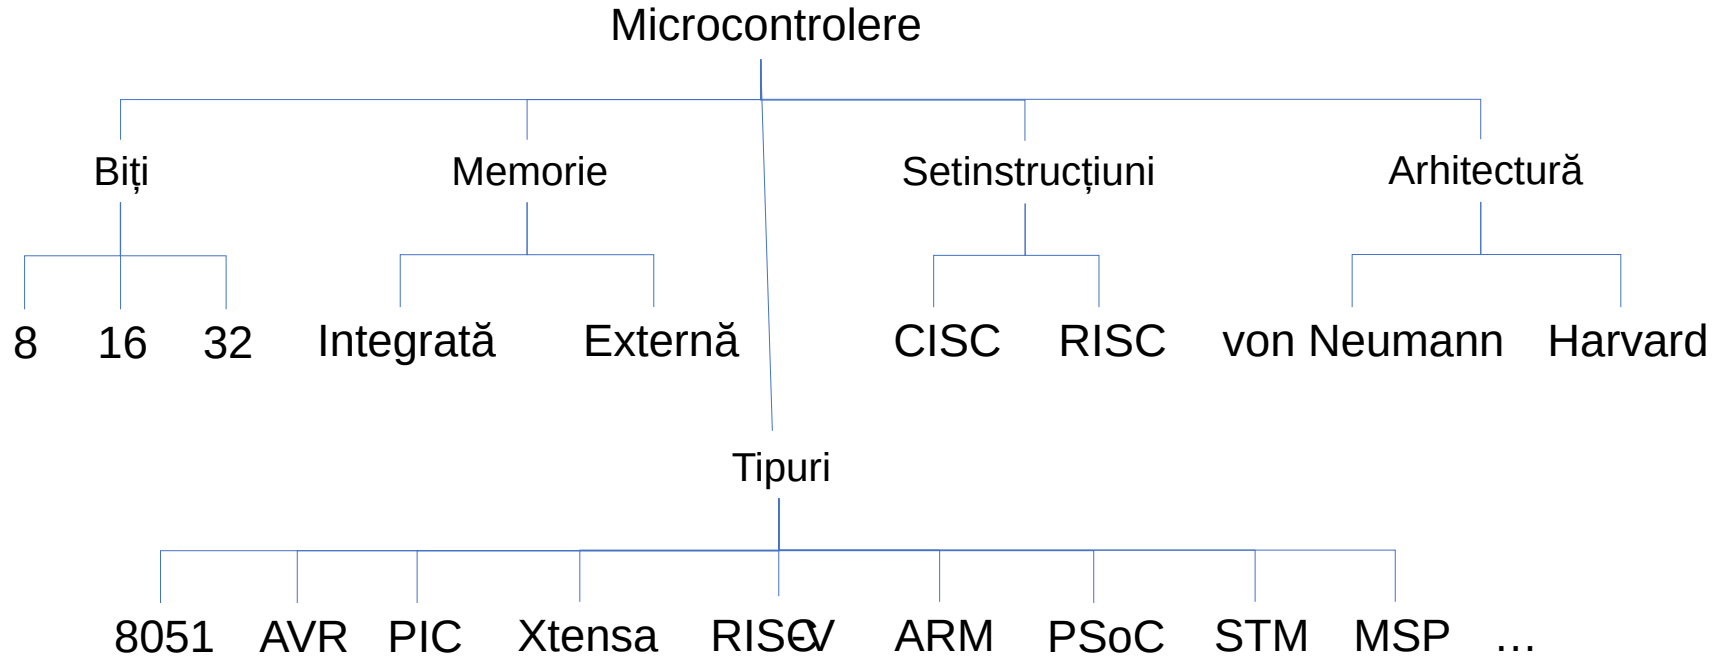 Microcontrolere
Biți Memorie Setinstrucțiuni Arhitectură
8 16 32 Integrată Externă CISC RISC von Neumann Harvard
Tipuri
8051 AVR PIC Xtensa RISC-V ARM PSoC STM MSP ...